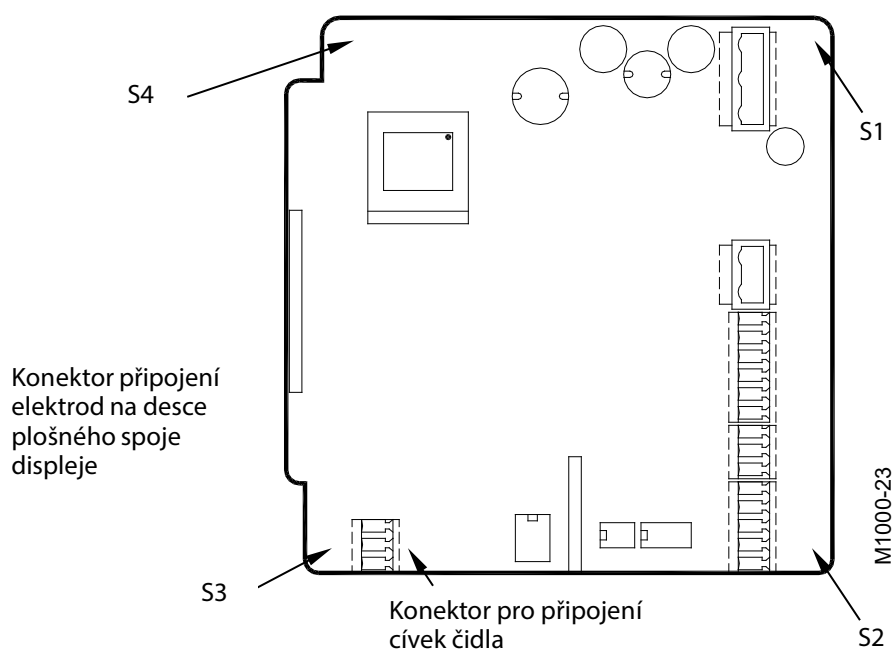 S4
S1
Konektor připojení
elektrod na desce
plošného spoje
displeje
M1000-23
S3
Konektor pro připojení
cívek čidla
S2